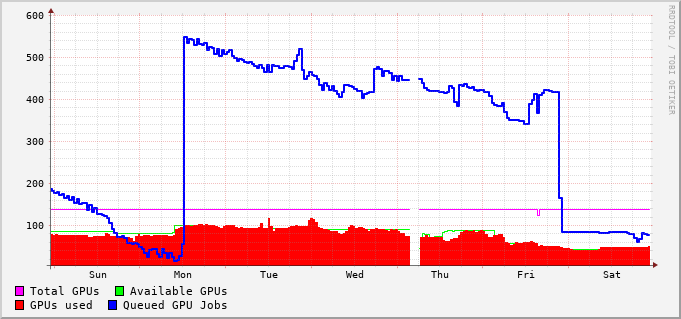 600
500
400
300
200
100
Sun Mon Tue Wed Thu Fri Sat
Total GPUs Available GPUs
GPUs used Queued GPU Jobs
RRDTOOL / TOBI OETIKER